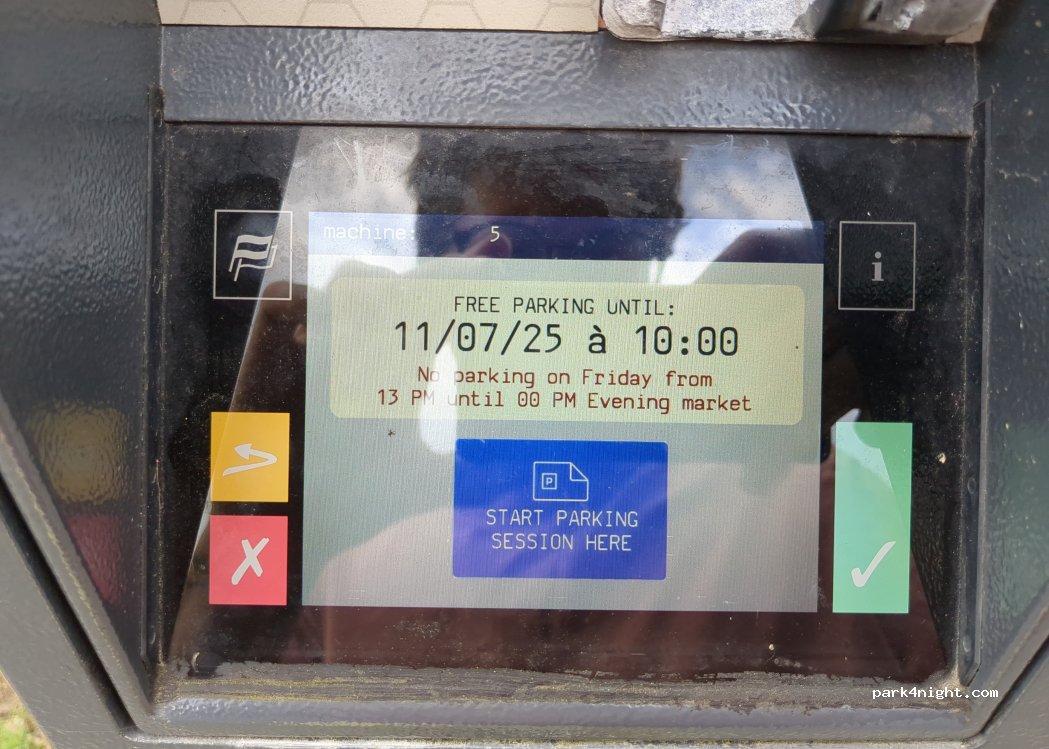 machine: 5
i
FREE PARKING UNTIL:
11/07/25 à 10:00
No parking on Friday from
13 PM until 00 PM Evening market
P
START PARKING
SESSION HERE
park4night.com